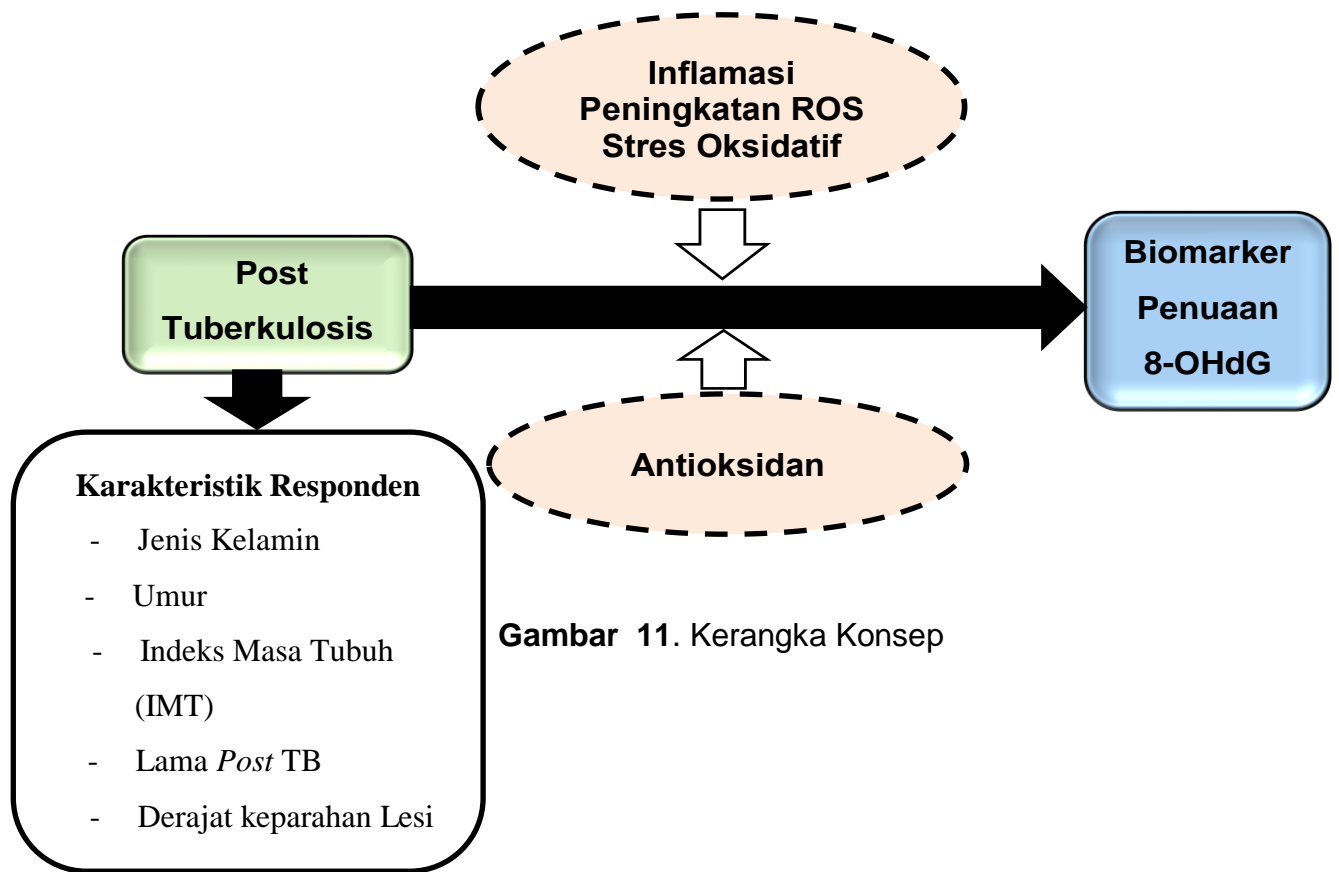 Inflamasi
Peningkatan ROS
Stres Oksidatif
Post
Tuberkulosis
Biomarker
Penuaan
8-OHdG
Antioksidan
Karakteristik Responden
- Jenis Kelamin
- Umur
- Indeks Masa Tubuh
(IMT)
- Lama Post TB
- Derajat keparahan Lesi
Gambar 11. Kerangka Konsep